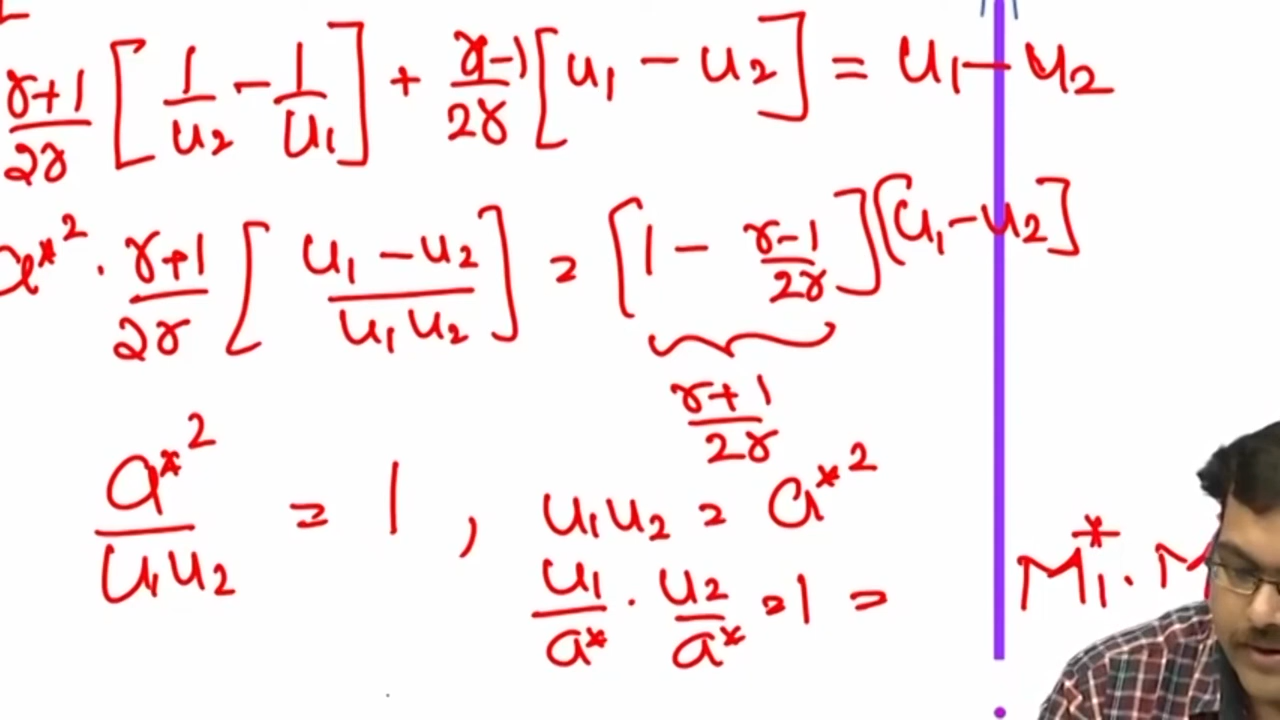 γ+1/2γ [1/u₂ − 1/u₁] + γ−1/2γ [u₁ − u₂] = u₁ − u₂
a*² · γ+1/2γ [u₁ − u₂/u₁u₂] = [1 − γ−1/2γ][u₁ − u₂]
γ+1/2γ
a*²/u₁u₂ = 1 , u₁u₂ = a*²
u₁/a* · u₂/a* = 1 = M₁* · M